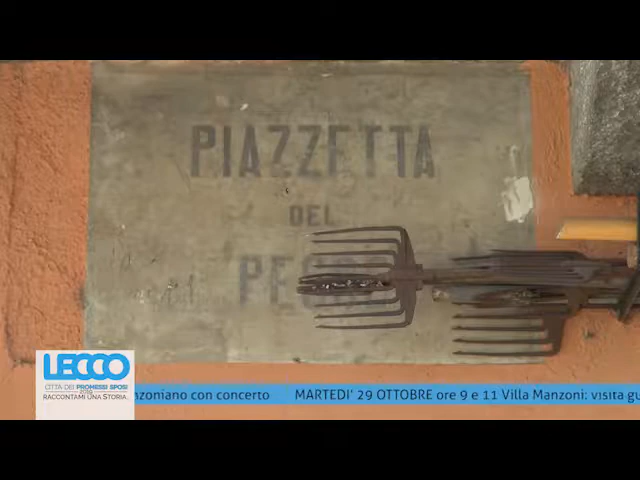 PIAZZETTA
DEL
LECCO
CITTÀ DEI PROMESSI SPOSI
RACCONTAMI UNA STORIA
nzoniano con concerto MARTEDI' 29 OTTOBRE ore 9 e 11 Villa Manzoni: visita gu